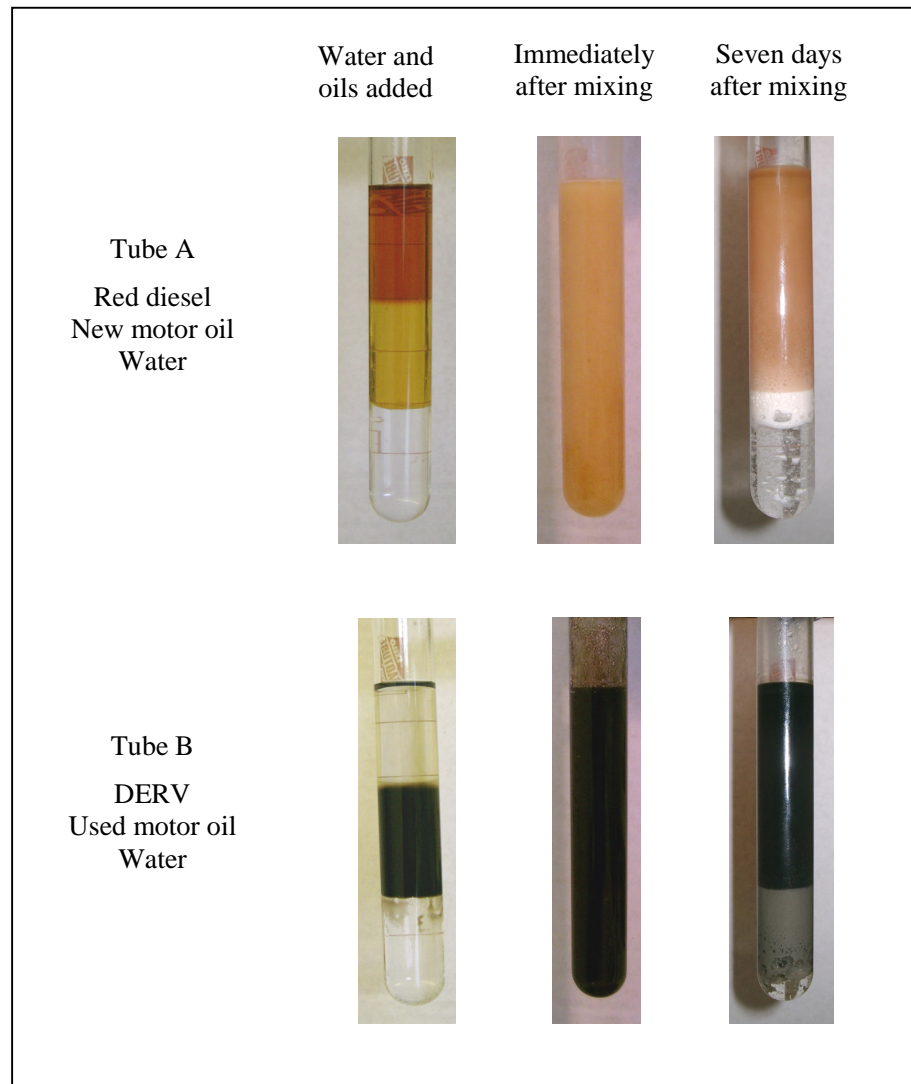 Water and
oils added
Immediately
after mixing
Seven days
after mixing
Tube A
Red diesel
New motor oil
Water
Tube B
DERV
Used motor oil
Water